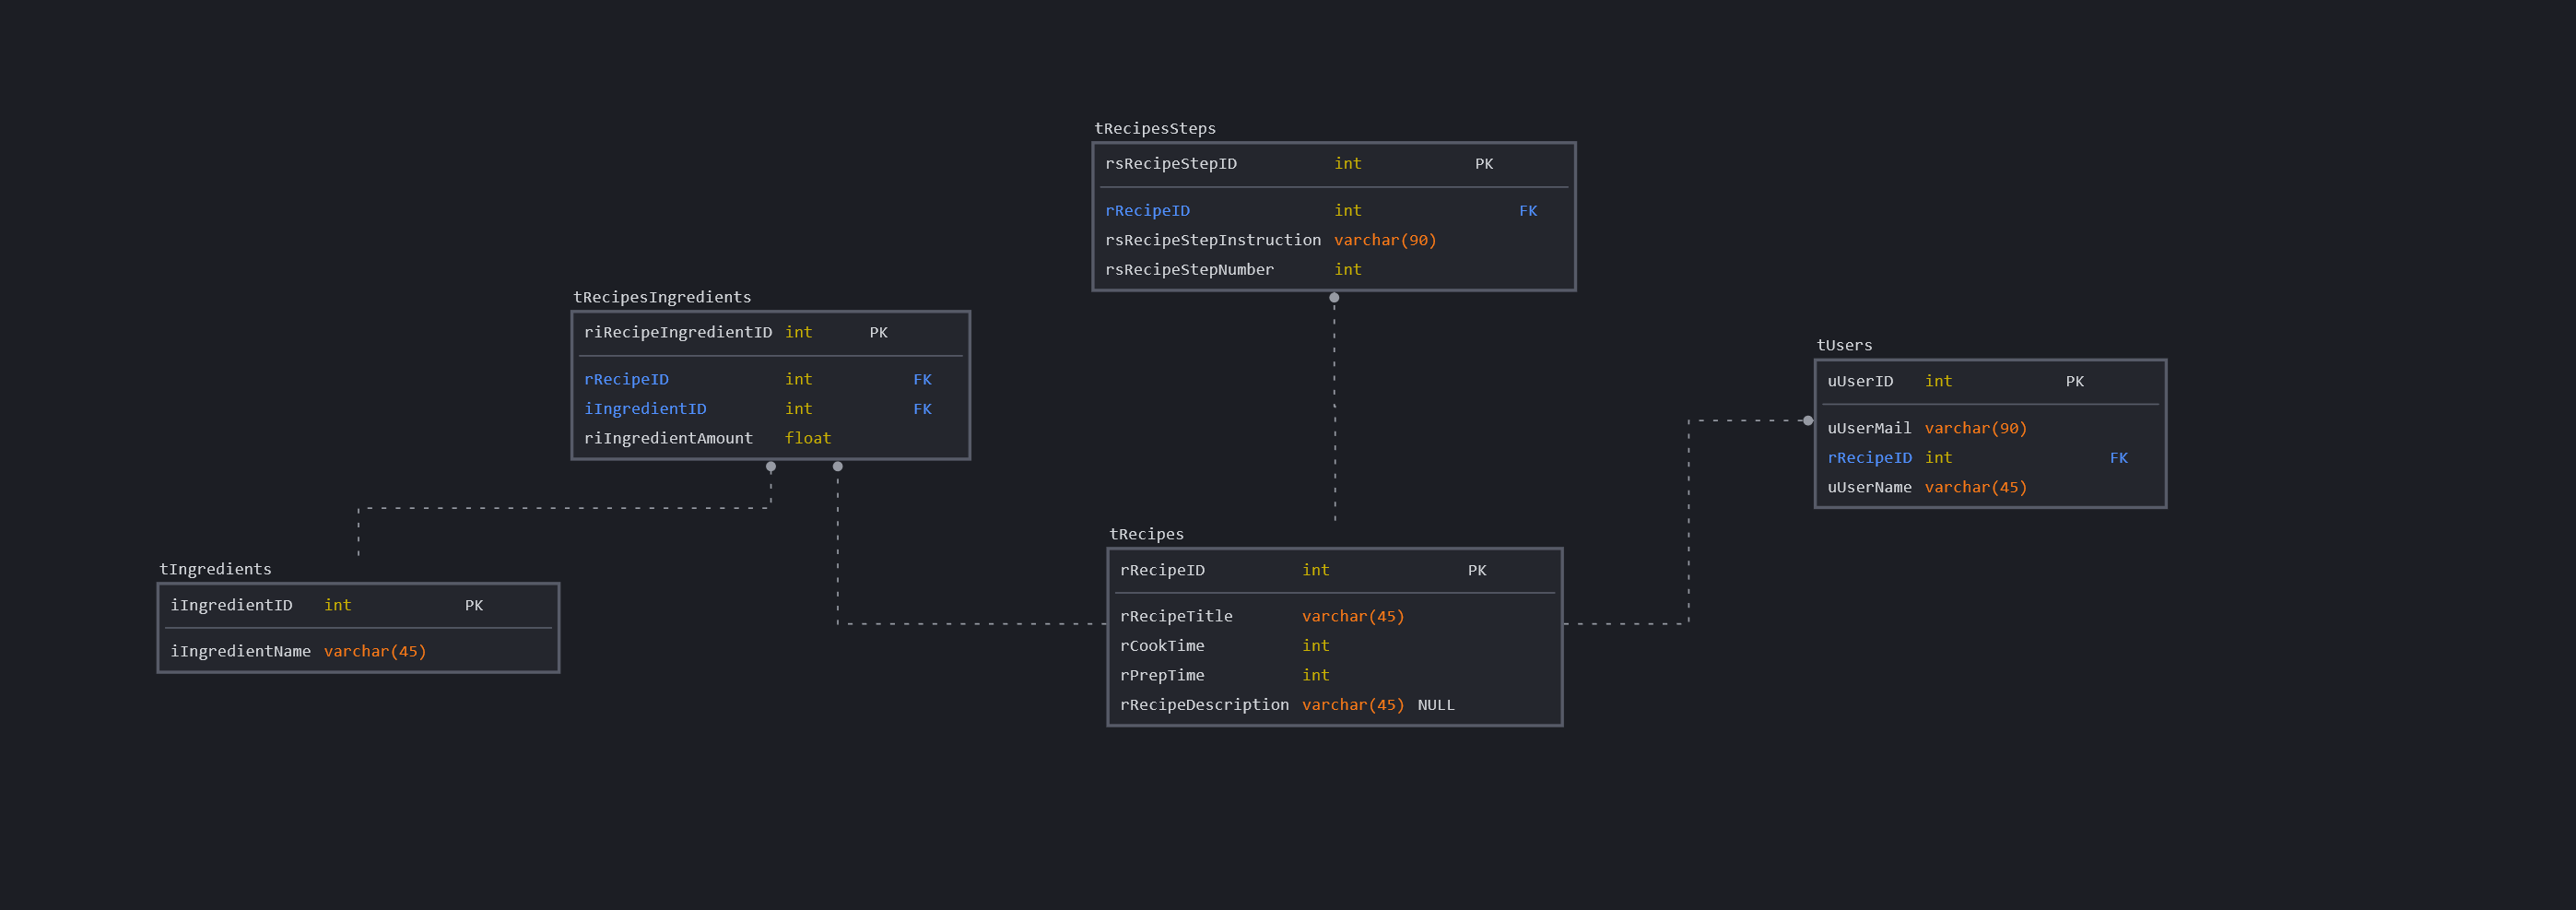 tRecipesSteps
rsRecipeStepID int PK
rRecipeID int FK
rsRecipeStepInstruction varchar(90)
rsRecipeStepNumber int
tRecipesIngredients
riRecipeIngredientID int PK
rRecipeID int FK
iIngredientID int FK
riIngredientAmount float
tUsers
uUserID int PK
uUserMail varchar(90)
rRecipeID int FK
uUserName varchar(45)
tIngredients
iIngredientID int PK
iIngredientName varchar(45)
tRecipes
rRecipeID int PK
rRecipeTitle varchar(45)
rCookTime int
rPrepTime int
rRecipeDescription varchar(45) NULL